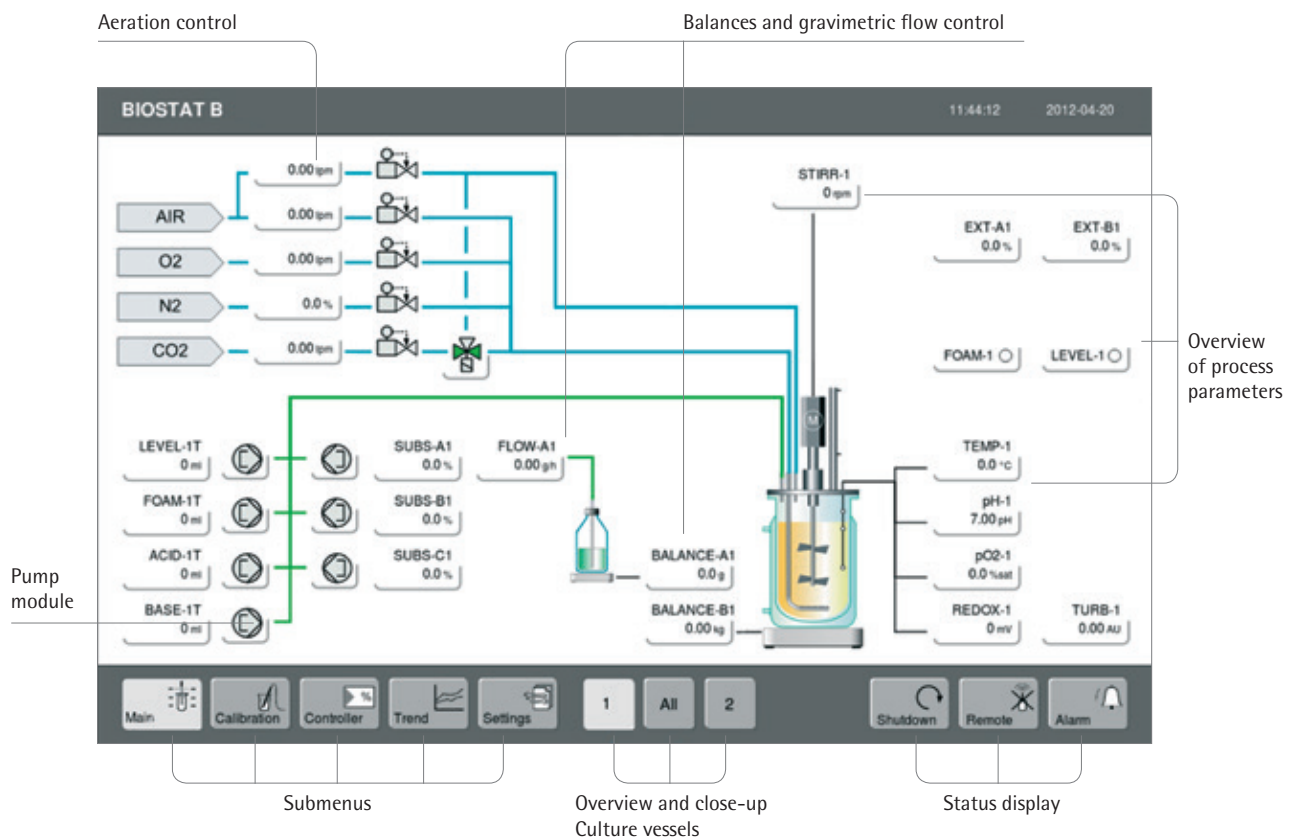 Aeration control
Balances and gravimetric flow control
BIOSTAT B
11:44:12
2012-04-20
0.00 lpm
STIRR-1
0 rpm
AIR
0.00 lpm
EXT-A1
0.0 %
EXT-B1
0.0 %
O2
0.00 lpm
N2
0.0 %
CO2
0.00 lpm
FOAM-1
LEVEL-1
Overview
of process
parameters
M
LEVEL-1T
0 ml
SUBS-A1
0.0 %
FLOW-A1
0.00 g/h
TEMP-1
0.0 °C
FOAM-1T
0 ml
SUBS-B1
0.0 %
pH-1
7.00 pH
ACID-1T
0 ml
SUBS-C1
0.0 %
BALANCE-A1
0.0 g
pO2-1
0.0 %sat
Pump
module
BASE-1T
0 ml
BALANCE-B1
0.00 kg
REDOX-1
0 mV
TURB-1
0.00 AU
Main
Calibration
%
Controller
Trend
Settings
1
All
2
Shutdown
Remote
Alarm
Submenus
Overview and close-up
Culture vessels
Status display